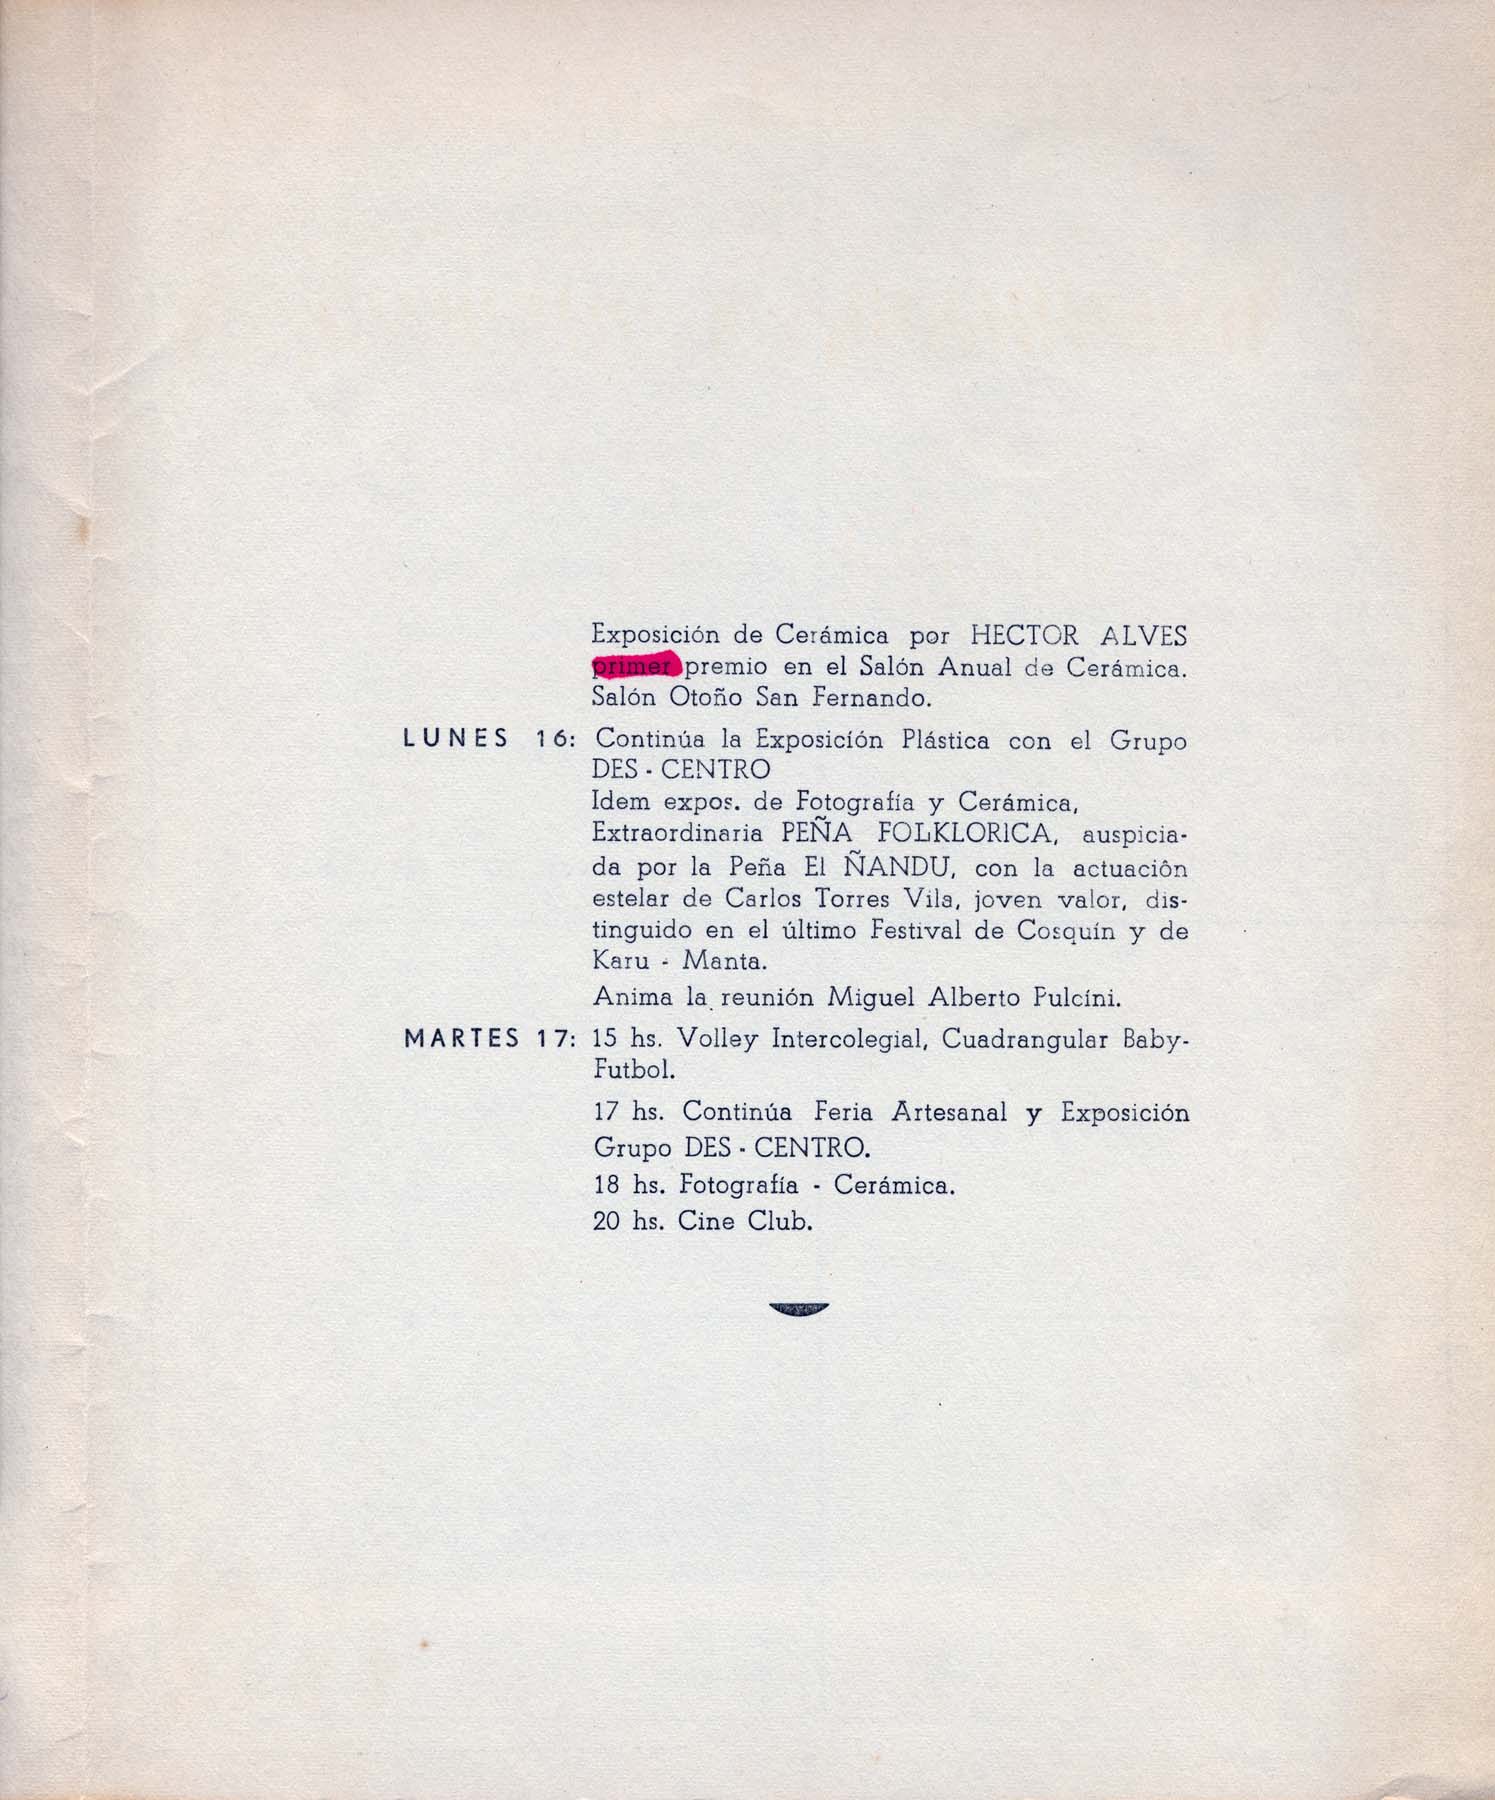 Exposición de Cerámica por HECTOR ALVES
primer premio en el Salón Anual de Cerámica.
Salón Otoño San Fernando.
LUNES 16: Continúa la Exposición Plástica con el Grupo
DES - CENTRO
Idem expos. de Fotografía y Cerámica,
Extraordinaria PEÑA FOLKLORICA, auspicia-
da por la Peña El ÑANDU, con la actuación
estelar de Carlos Torres Vila, joven valor, dis-
tinguido en el último Festival de Cosquín y de
Karu - Manta.
Anima la reunión Miguel Alberto Fulcíni.
MARTES 17: 15 hs. Volley Intercolegial, Cuadrangular Baby-
Futbol.
17 hs. Continúa Feria Artesanal y Exposición
Grupo DES - CENTRO.
18 hs. Fotografía - Cerámica.
20 hs. Cine Club.